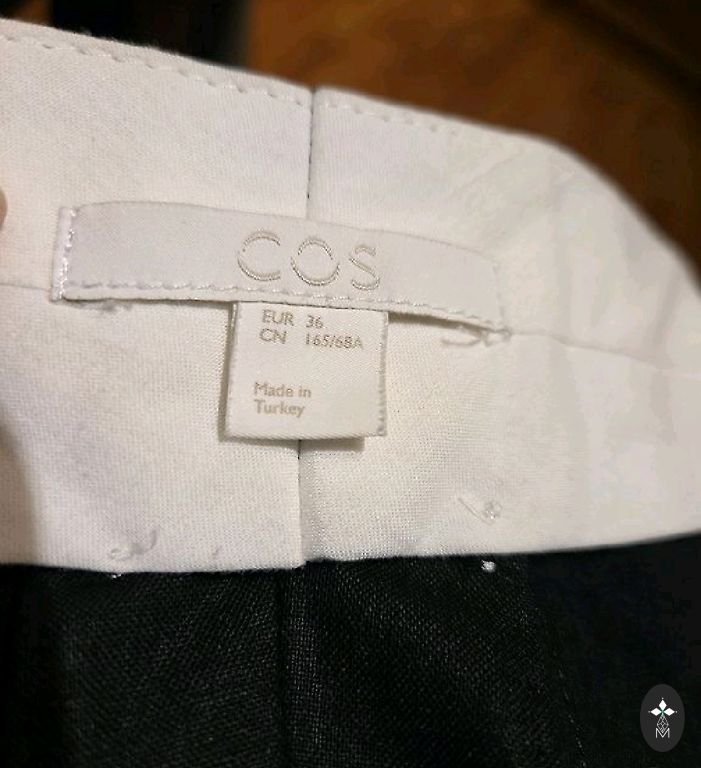 COS
EUR 36
CN 165/68A
Made in
Turkey
M